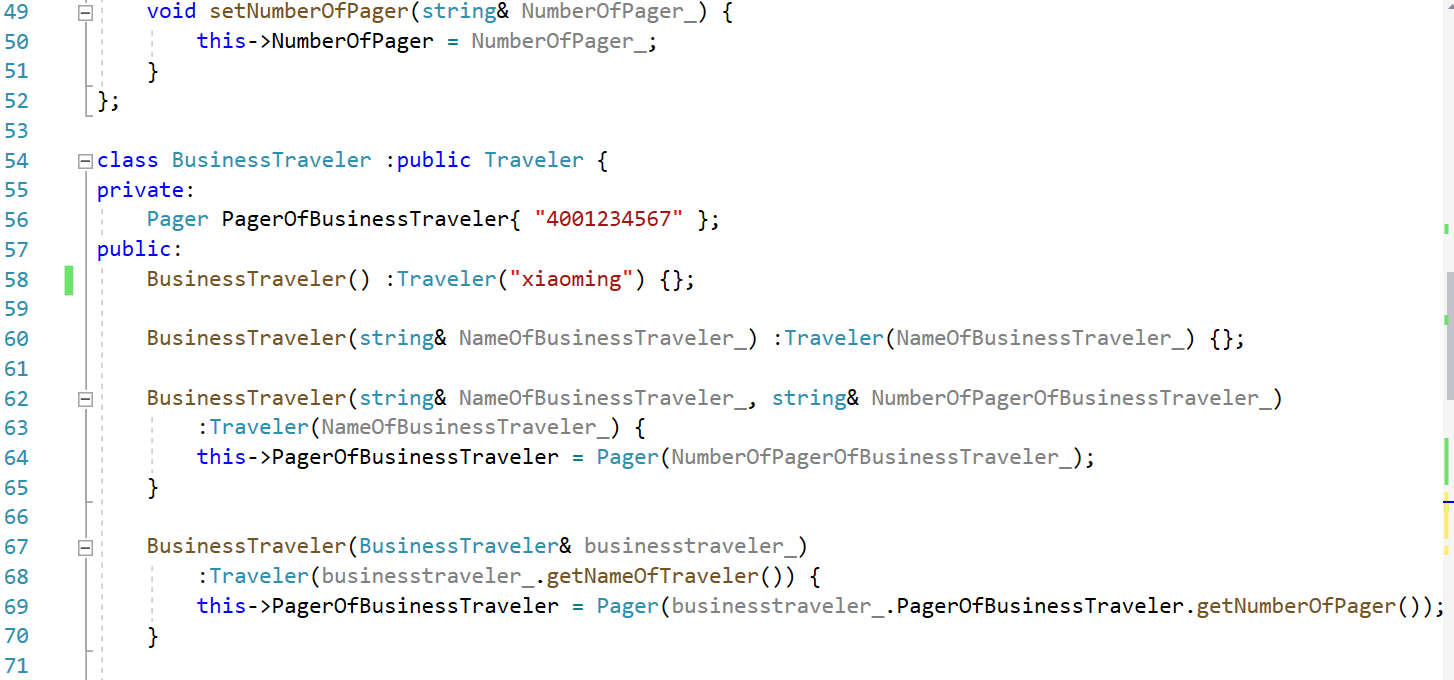 49 void setNumberOfPager(string& NumberOfPager_) {
50 this->NumberOfPager = NumberOfPager_;
51 }
52 };
53
54 class BusinessTraveler :public Traveler {
55 private:
56 Pager PagerOfBusinessTraveler{ "4001234567" };
57 public:
58 BusinessTraveler() :Traveler("xiaoming") {};
59
60 BusinessTraveler(string& NameOfBusinessTraveler_) :Traveler(NameOfBusinessTraveler_) {};
61
62 BusinessTraveler(string& NameOfBusinessTraveler_, string& NumberOfPagerOfBusinessTraveler_)
63 :Traveler(NameOfBusinessTraveler_) {
64 this->PagerOfBusinessTraveler = Pager(NumberOfPagerOfBusinessTraveler_);
65 }
66
67 BusinessTraveler(BusinessTraveler& businesstraveler_)
68 :Traveler(businesstraveler_.getNameOfTraveler()) {
69 this->PagerOfBusinessTraveler = Pager(businesstraveler_.PagerOfBusinessTraveler.getNumberOfPager());
70 }
71